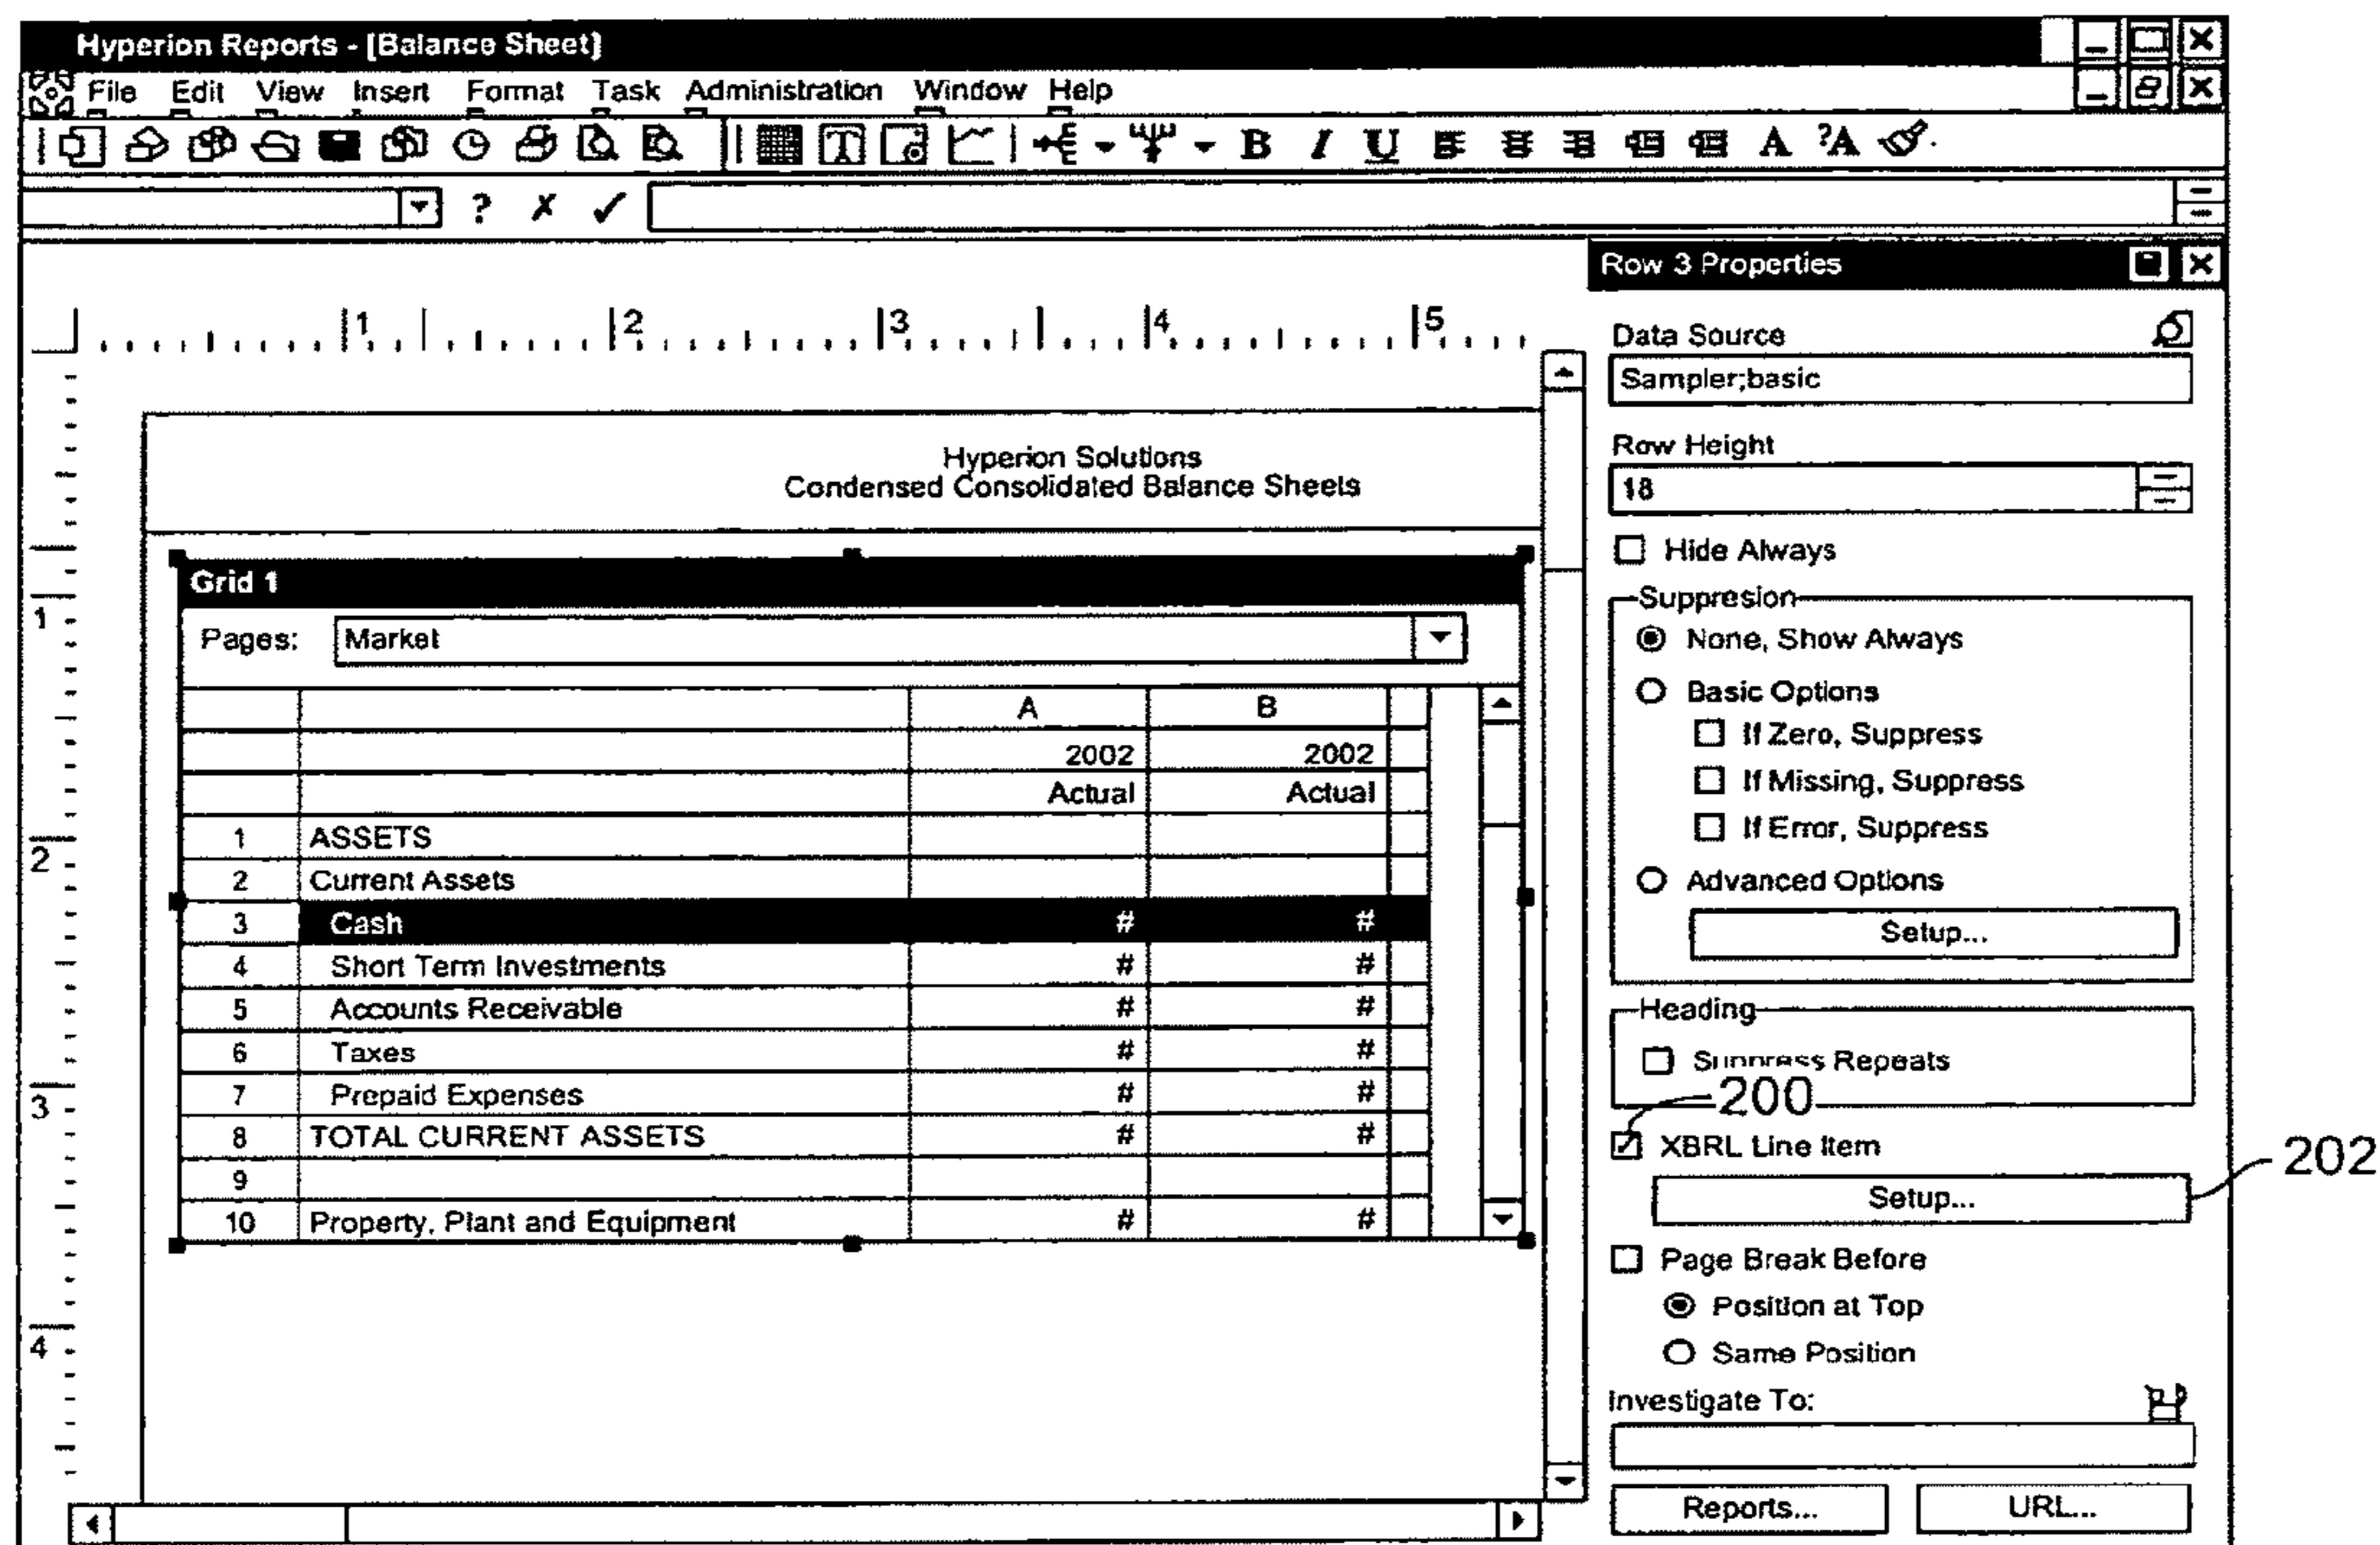 Hyperion Reports - [Balance Sheet]
File Edit View Insert Format Task Administration Window Help
T B I U A ?A
? X ✓
Row 3 Properties
1 2 3 4 5
Data Source
Sampler;basic
Row Height
18
Hide Always
Suppresion
None, Show Always
Basic Options
If Zero, Suppress
If Missing, Suppress
If Error, Suppress
Advanced Options
Setup...
Heading
Suppress Repeats
200
XBRL Line Item
202
Setup...
Page Break Before
Position at Top
Same Position
Investigate To:
Reports... URL...
Hyperion Solutions
Condensed Consolidated Balance Sheets
Grid 1
Pages: Market
A B
2002 2002
Actual Actual
1 ASSETS
2 Current Assets
3 Cash # #
4 Short Term Investments # #
5 Accounts Receivable # #
6 Taxes # #
7 Prepaid Expenses # #
8 TOTAL CURRENT ASSETS # #
9
10 Property, Plant and Equipment # #
1
2
3
4